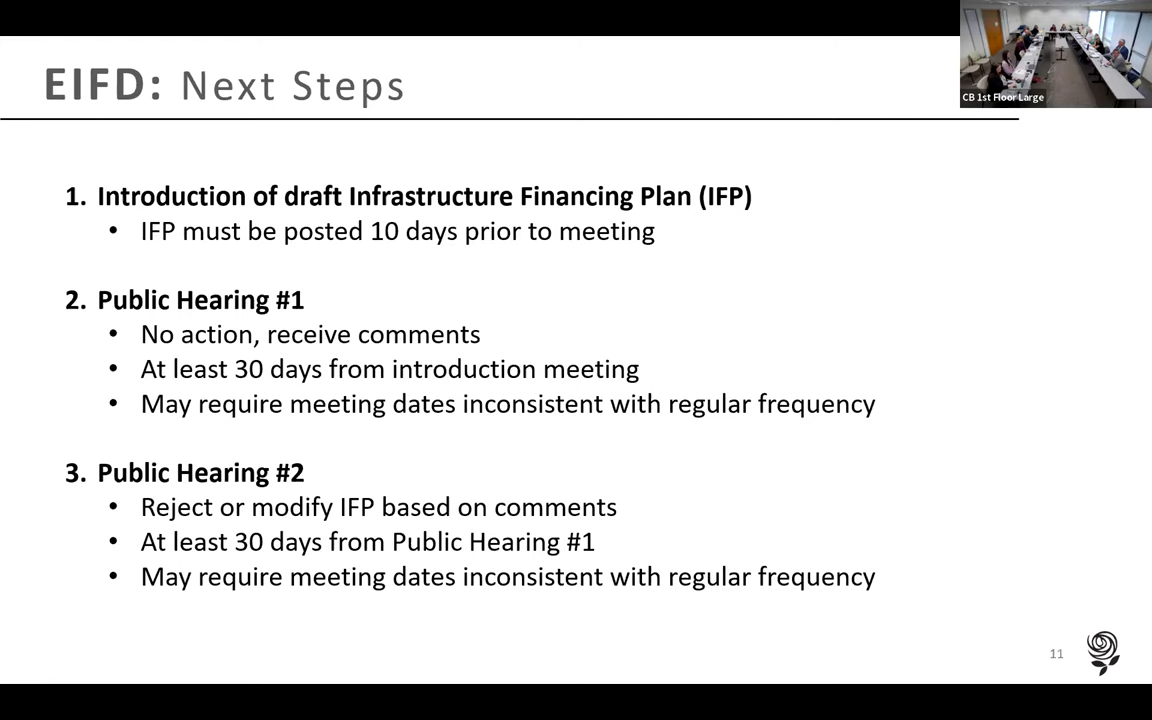 CB 1st Floor Large
EIFD: Next Steps
1. Introduction of draft Infrastructure Financing Plan (IFP)
• IFP must be posted 10 days prior to meeting
2. Public Hearing #1
• No action, receive comments
• At least 30 days from introduction meeting
• May require meeting dates inconsistent with regular frequency
3. Public Hearing #2
• Reject or modify IFP based on comments
• At least 30 days from Public Hearing #1
• May require meeting dates inconsistent with regular frequency
11